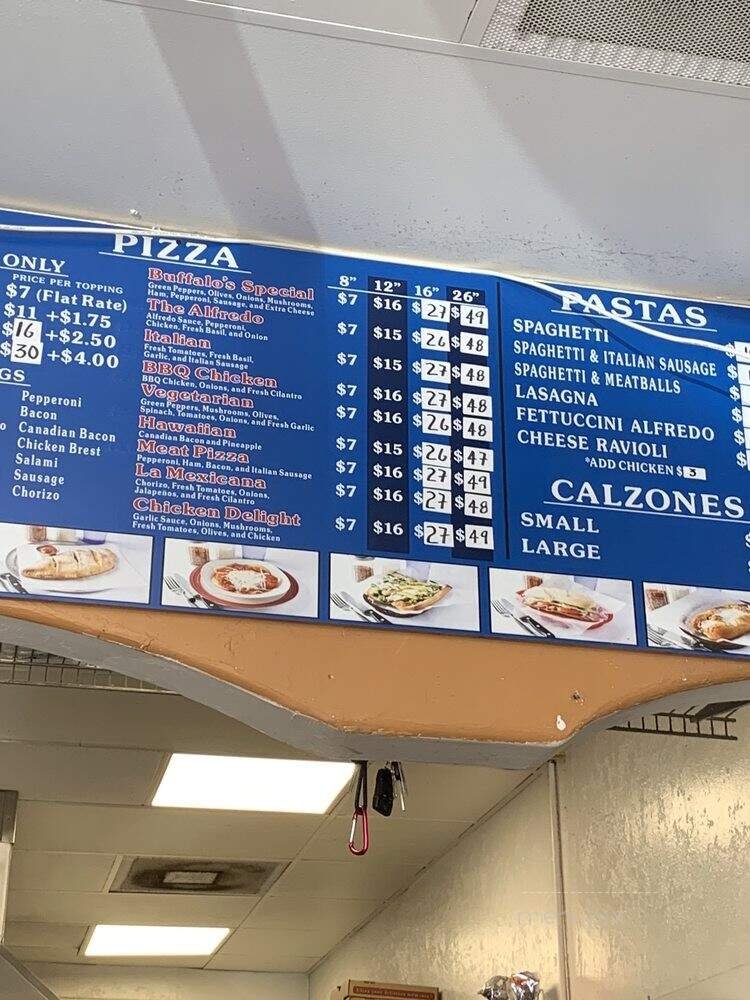 ONLY
PRICE PER TOPPING
$7 (Flat Rate)
$11 +$1.75
$16 +$2.50
$30 +$4.00
GS
Pepperoni
Bacon
Canadian Bacon
Chicken Brest
Salami
Sausage
Chorizo
PIZZA
8" 12" 16" 26"
Buffalo's Special $7 $16 $27 $49
Green Peppers, Olives, Onions, Mushrooms,
Ham, Pepperoni, Sausage, and Extra Cheese
The Alfredo $7 $15 $26 $48
Alfredo Sauce, Pepperoni,
Chicken, Fresh Basil, and Onion
Italian $7 $15 $27 $48
Fresh Tomatoes, Fresh Basil,
Garlic, and Italian Sausage
BBQ Chicken $7 $16 $27 $48
BBQ Chicken, Onions, and Fresh Cilantro
Vegetarian $7 $16 $26 $48
Green Peppers, Mushrooms, Olives,
Spinach, Tomatoes, Onions, and Fresh Garlic
Hawaiian $7 $15 $26 $47
Canadian Bacon and Pineapple
Meat Pizza $7 $16 $27 $49
Pepperoni, Ham, Bacon, and Italian Sausage
La Mexicana $7 $16 $27 $48
Chorizo, Fresh Tomatoes, Onions,
Jalapeños, and Fresh Cilantro
Chicken Delight $7 $16 $27 $49
Garlic Sauce, Onions, Mushrooms,
Fresh Tomatoes, Olives, and Chicken
PASTAS
SPAGHETTI $
SPAGHETTI & ITALIAN SAUSAGE $
SPAGHETTI & MEATBALLS $
LASAGNA $
FETTUCCINI ALFREDO $
CHEESE RAVIOLI $
*ADD CHICKEN $3
CALZONES
SMALL $
LARGE